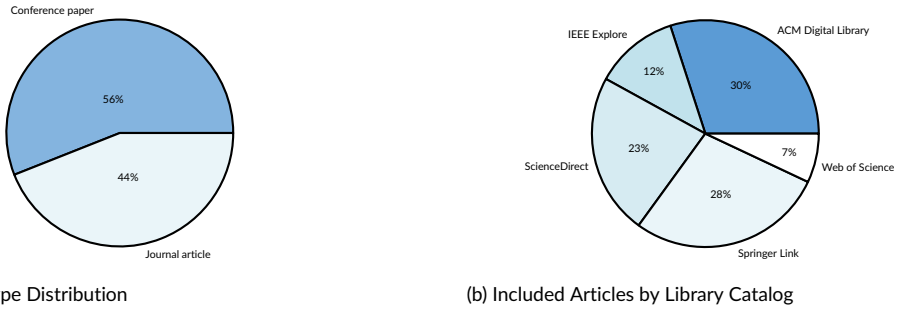 Conference paper
56%
44%
Journal article
pe Distribution
IEEE Explore
ACM Digital Library
12%
30%
23%
ScienceDirect
7%
Web of Science
28%
Springer Link
(b) Included Articles by Library Catalog